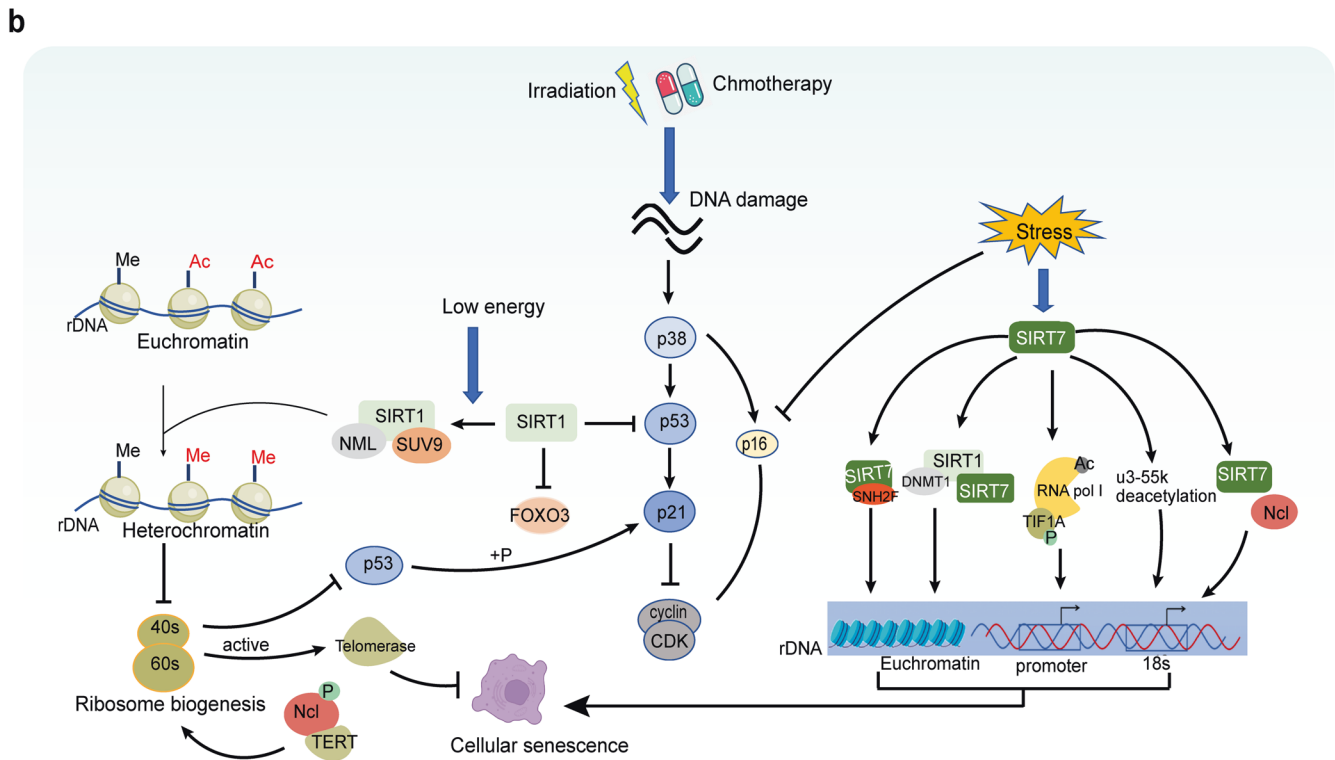 b
Irradiation
Chmotherapy
DNA damage
Stress
Me
Ac
Ac
rDNA
Euchromatin
Low energy
p38
SIRT7
SIRT1
NML
SUV9
SIRT1
p53
p16
FOXO3
p21
Me
Me
Me
rDNA
Heterochromatin
SIRT7
SNH2F
SIRT1
DNMT1
SIRT7
Ac
RNA pol I
TIF1A
P
u3-55k
deacetylation
SIRT7
Ncl
p53
+P
cyclin
CDK
40s
60s
active
Telomerase
Ribosome biogenesis
P
Ncl
TERT
Cellular senescence
rDNA
Euchromatin
promoter
18s